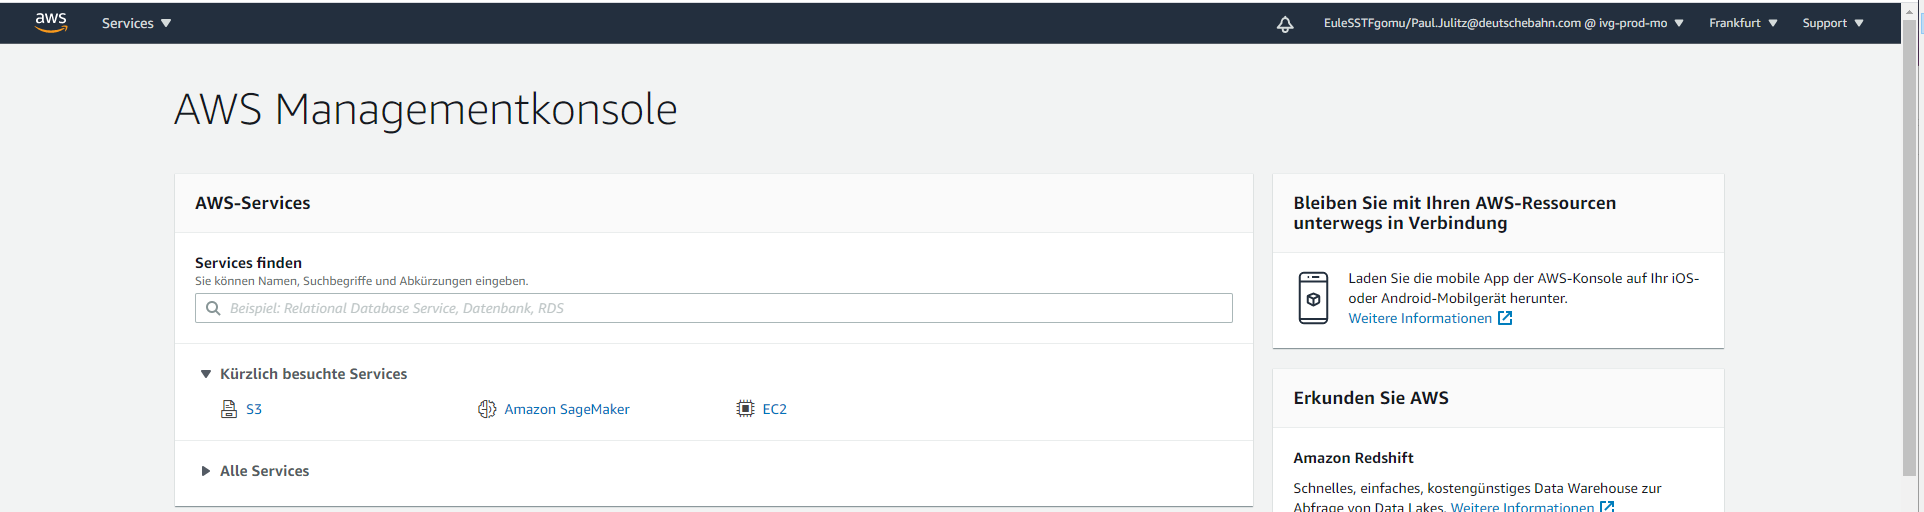 aws
Services
EuleSSTFgomu/Paul.Julitz@deutschebahn.com @ ivg-prod-mo
Frankfurt
Support
AWS Managementkonsole
AWS-Services
Services finden
Sie können Namen, Suchbegriffe und Abkürzungen eingeben.
Beispiel: Relational Database Service, Datenbank, RDS
Kürzlich besuchte Services
S3
Amazon SageMaker
EC2
Alle Services
Bleiben Sie mit Ihren AWS-Ressourcen
unterwegs in Verbindung
Laden Sie die mobile App der AWS-Konsole auf Ihr iOS-
oder Android-Mobilgerät herunter.
Weitere Informationen
Erkunden Sie AWS
Amazon Redshift
Schnelles, einfaches, kostengünstiges Data Warehouse zur
Abfrage von Data Lakes. Weitere Informationen